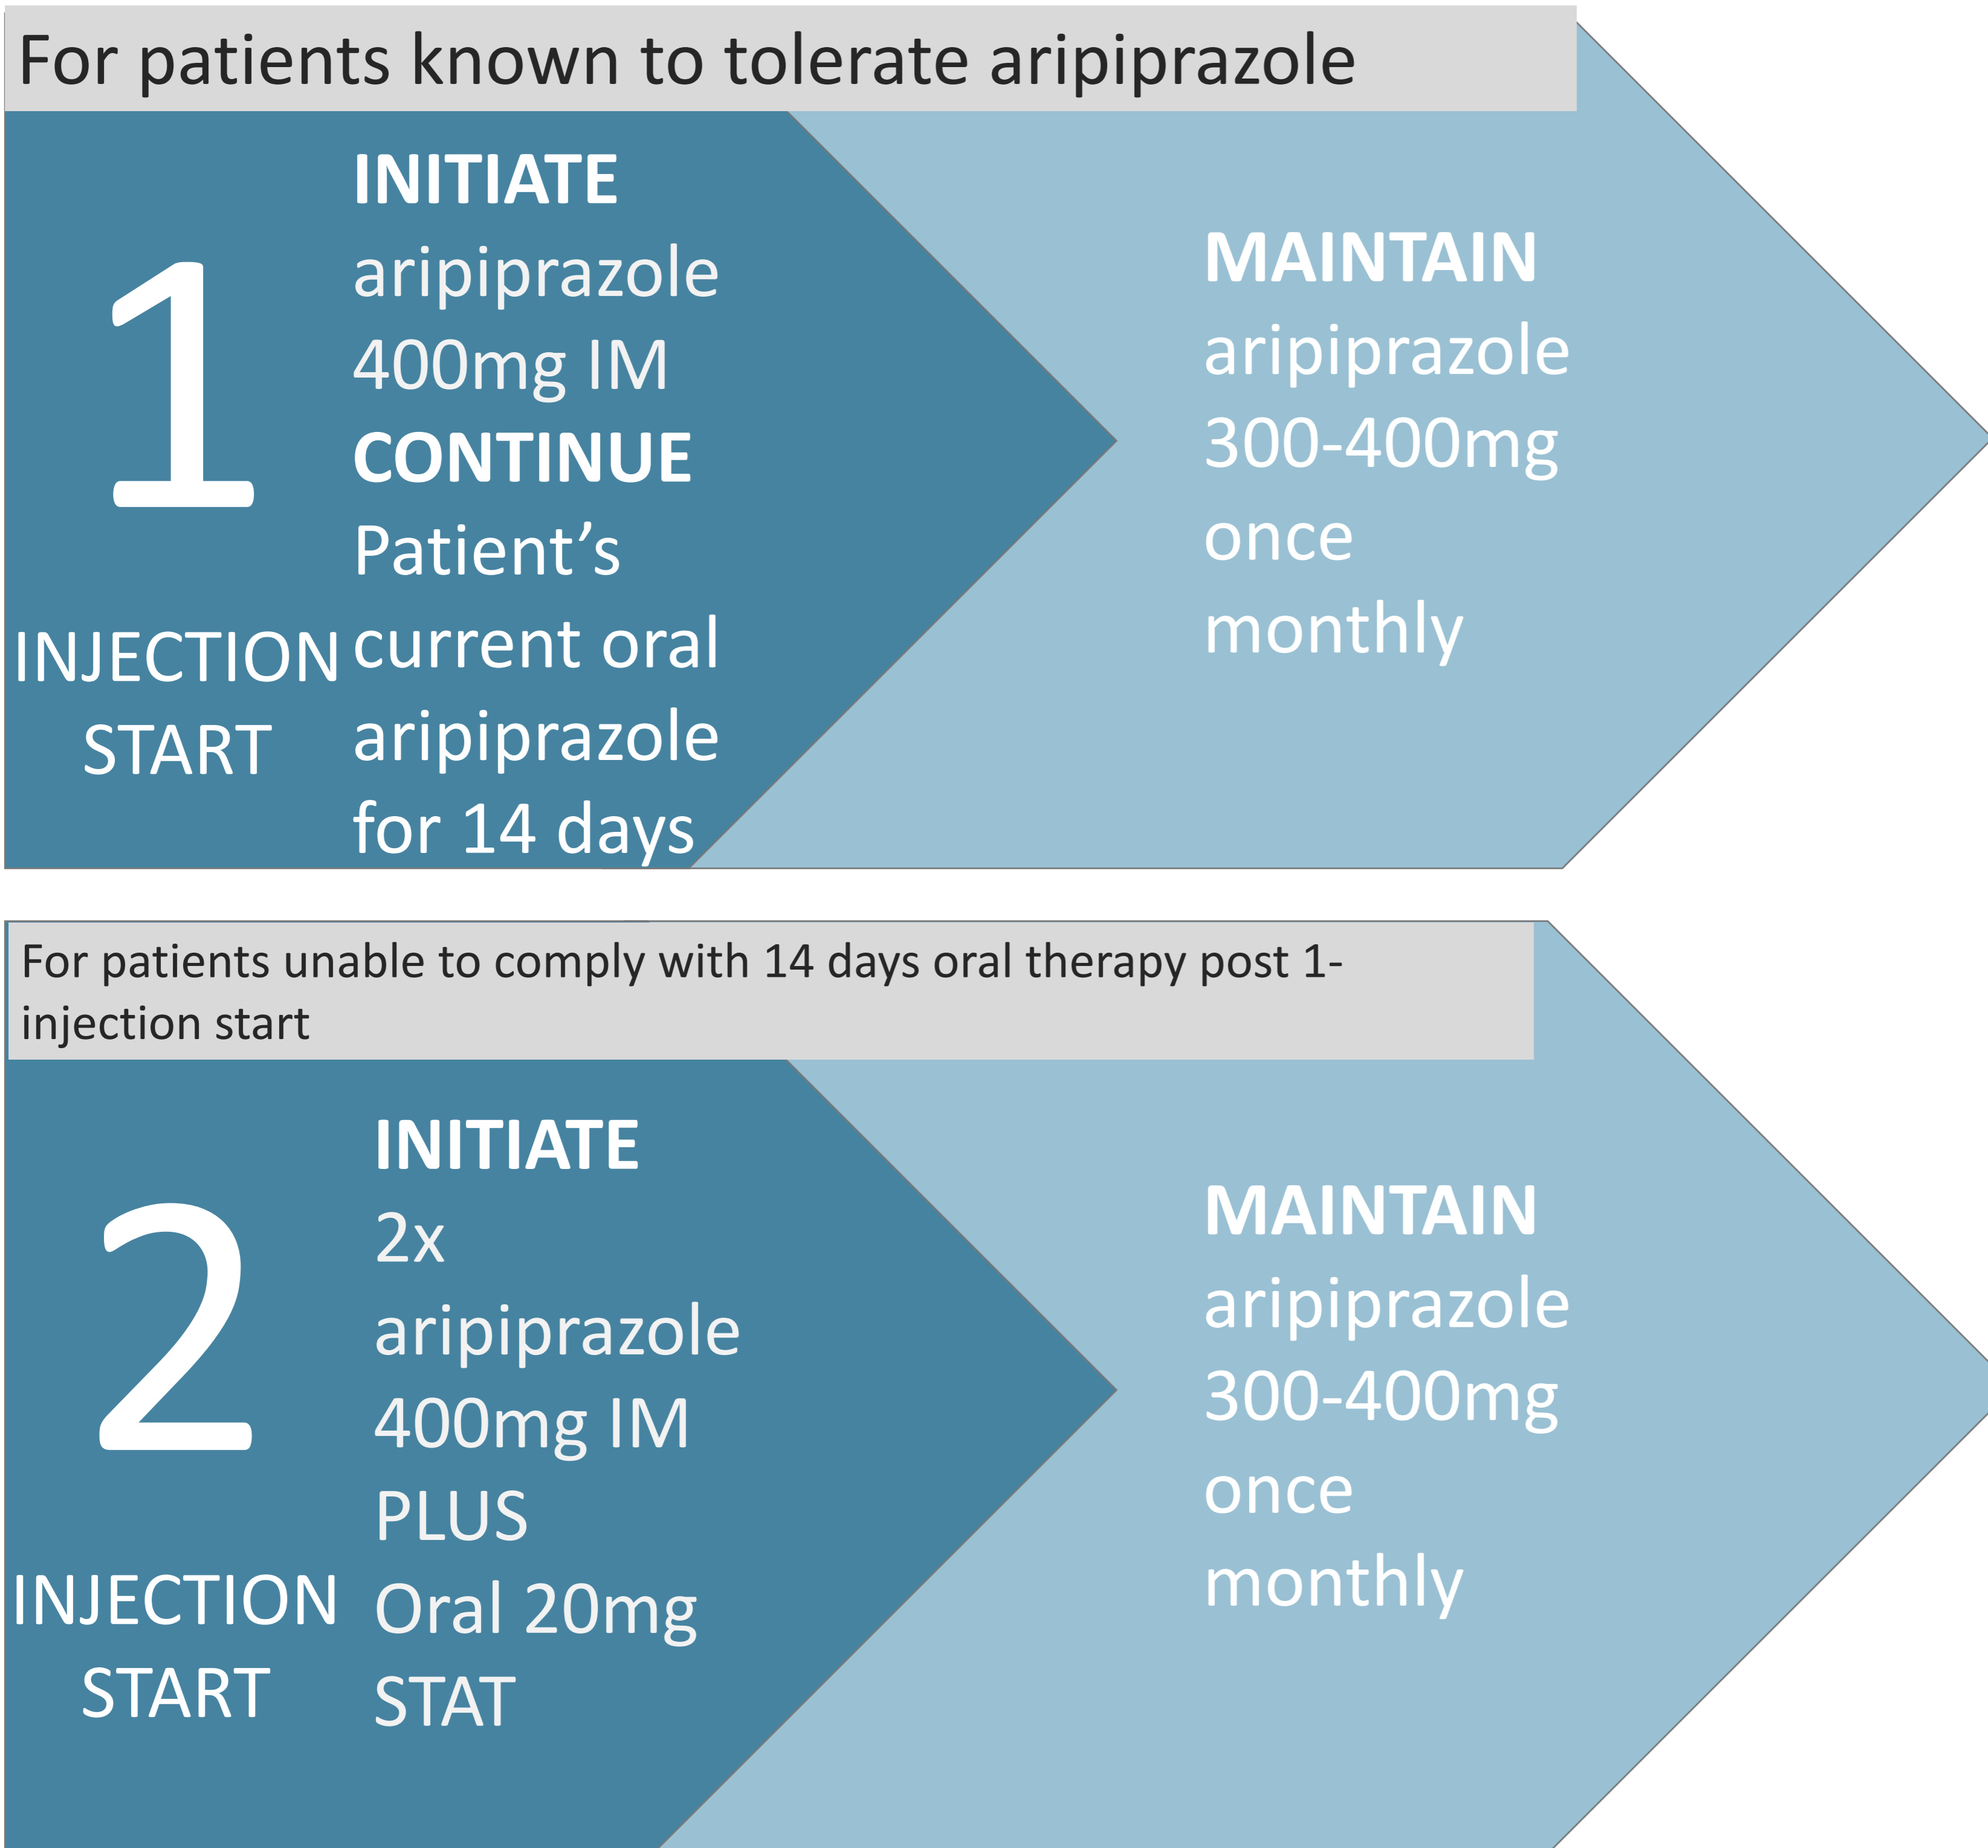 For patients known to tolerate aripiprazole
1
INJECTION
START
INITIATE
aripiprazole
400mg IM
CONTINUE
Patient’s
current oral
aripiprazole
for 14 days
MAINTAIN
aripiprazole
300-400mg
once
monthly
For patients unable to comply with 14 days oral therapy post 1-
injection start
2
INJECTION
START
INITIATE
2x
aripiprazole
400mg IM
PLUS
Oral 20mg
STAT
MAINTAIN
aripiprazole
300-400mg
once
monthly